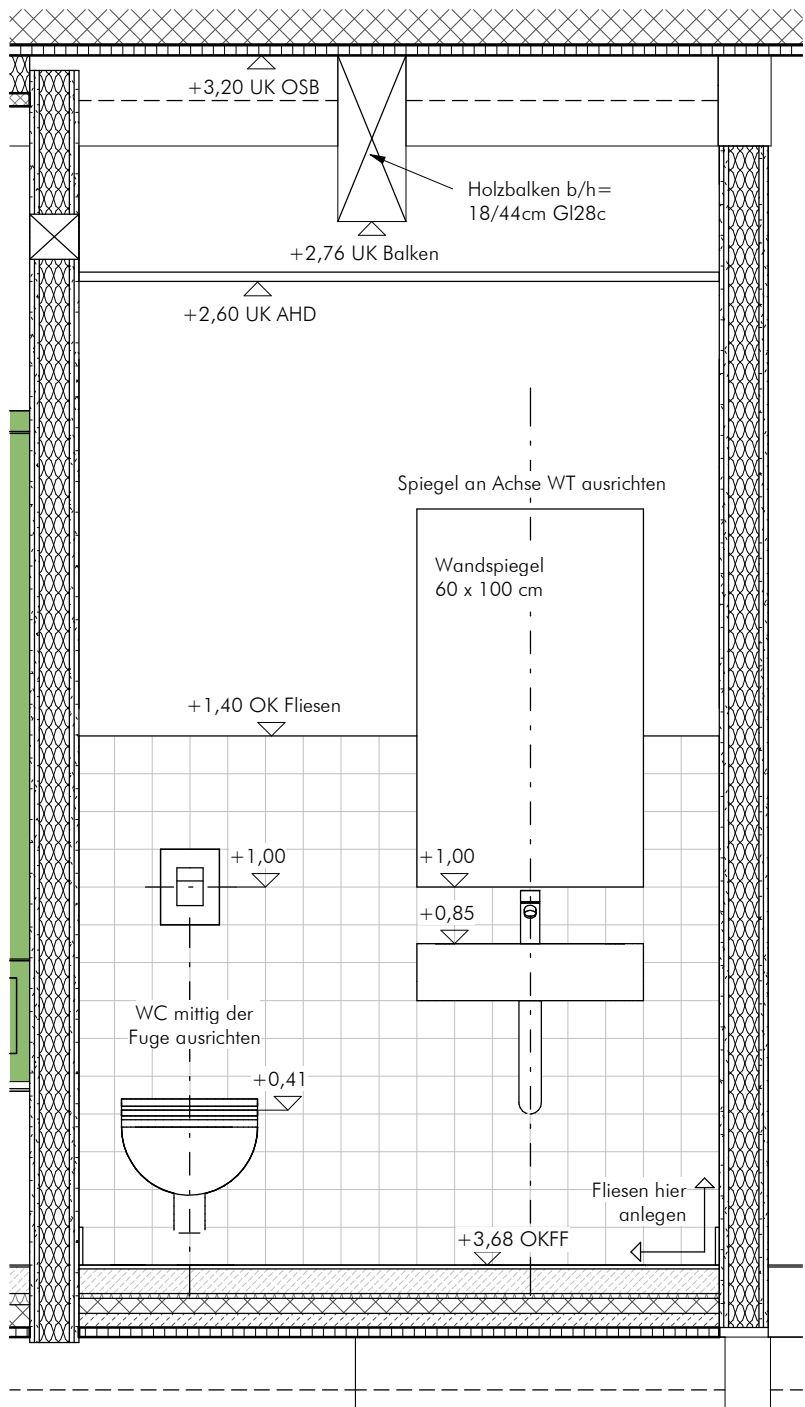 +3,20 UK OSB
Holzbalken b/h=
18/44cm Gl28c
+2,76 UK Balken
+2,60 UK AHD
Spiegel an Achse WT ausrichten
Wandspiegel
60 x 100 cm
+1,40 OK Fliesen
+1,00
+1,00
+0,85
WC mittig der
Fuge ausrichten
+0,41
Fliesen hier
anlegen
+3,68 OKFF